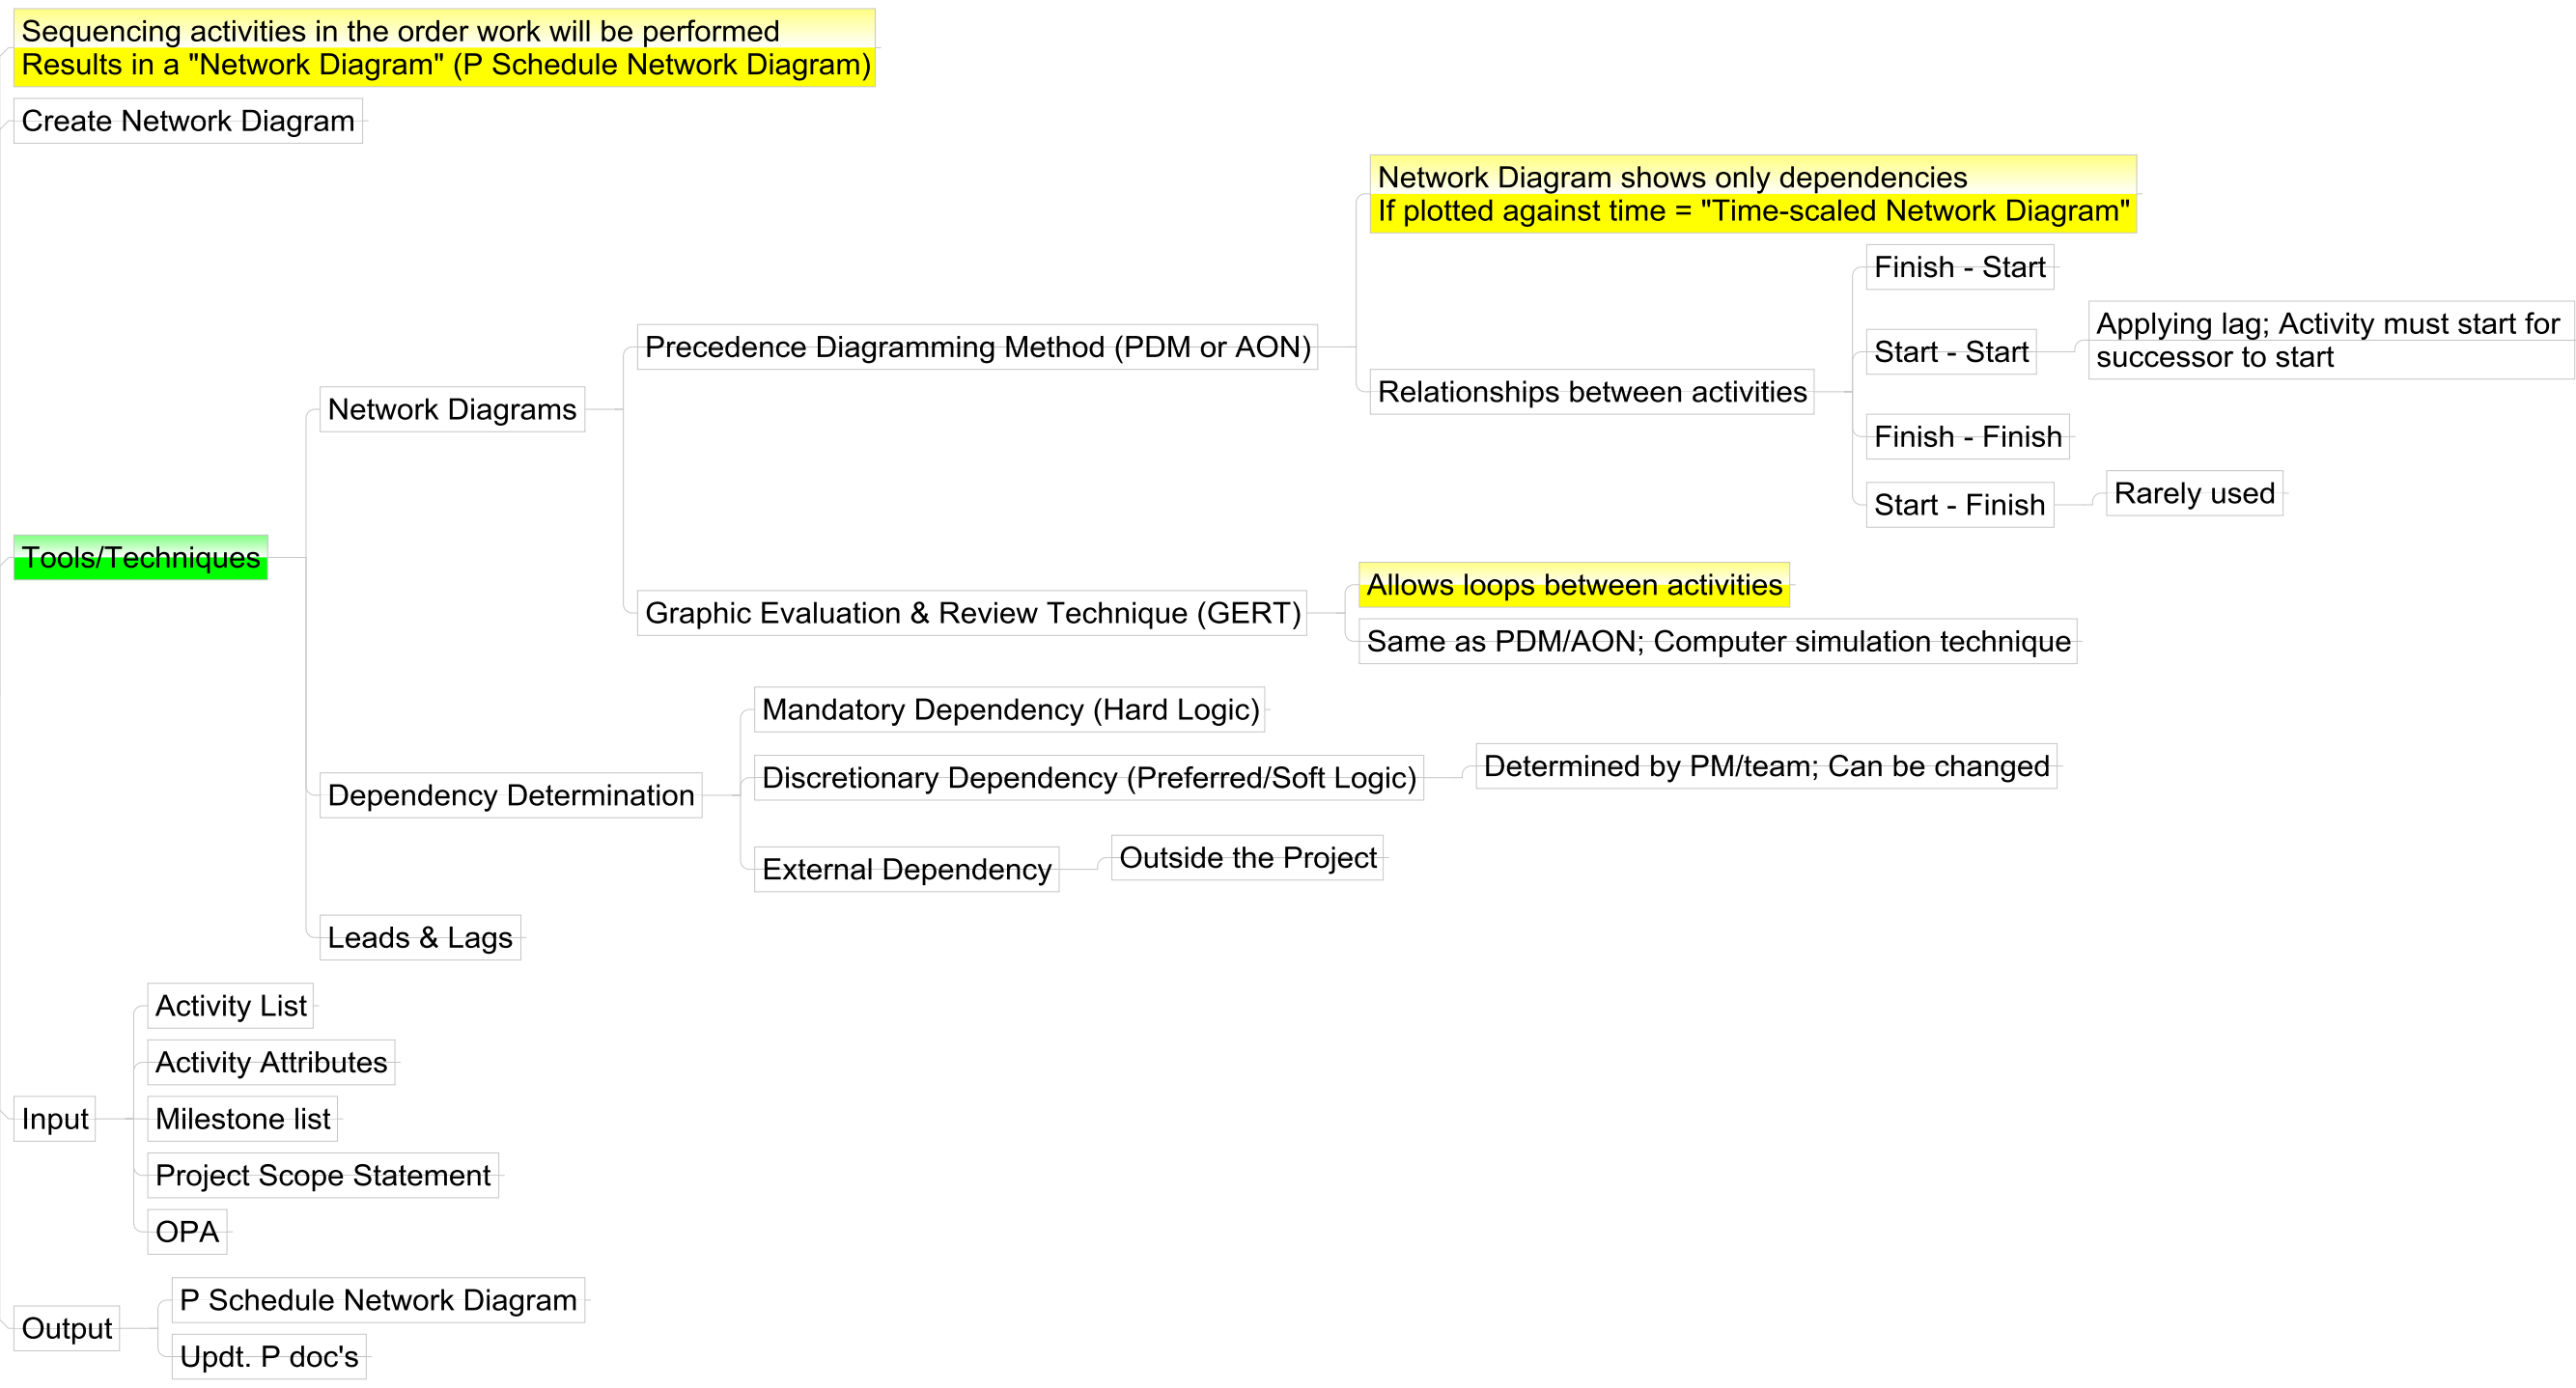 Sequencing activities in the order work will be performed
Results in a "Network Diagram" (P Schedule Network Diagram)
Create Network Diagram
Tools/Techniques
Network Diagrams
Precedence Diagramming Method (PDM or AON)
Network Diagram shows only dependencies
If plotted against time = "Time-scaled Network Diagram"
Relationships between activities
Finish - Start
Start - Start
Applying lag; Activity must start for
successor to start
Finish - Finish
Start - Finish
Rarely used
Graphic Evaluation & Review Technique (GERT)
Allows loops between activities
Same as PDM/AON; Computer simulation technique
Dependency Determination
Mandatory Dependency (Hard Logic)
Discretionary Dependency (Preferred/Soft Logic)
Determined by PM/team; Can be changed
External Dependency
Outside the Project
Leads & Lags
Input
Activity List
Activity Attributes
Milestone list
Project Scope Statement
OPA
Output
P Schedule Network Diagram
Updt. P doc's